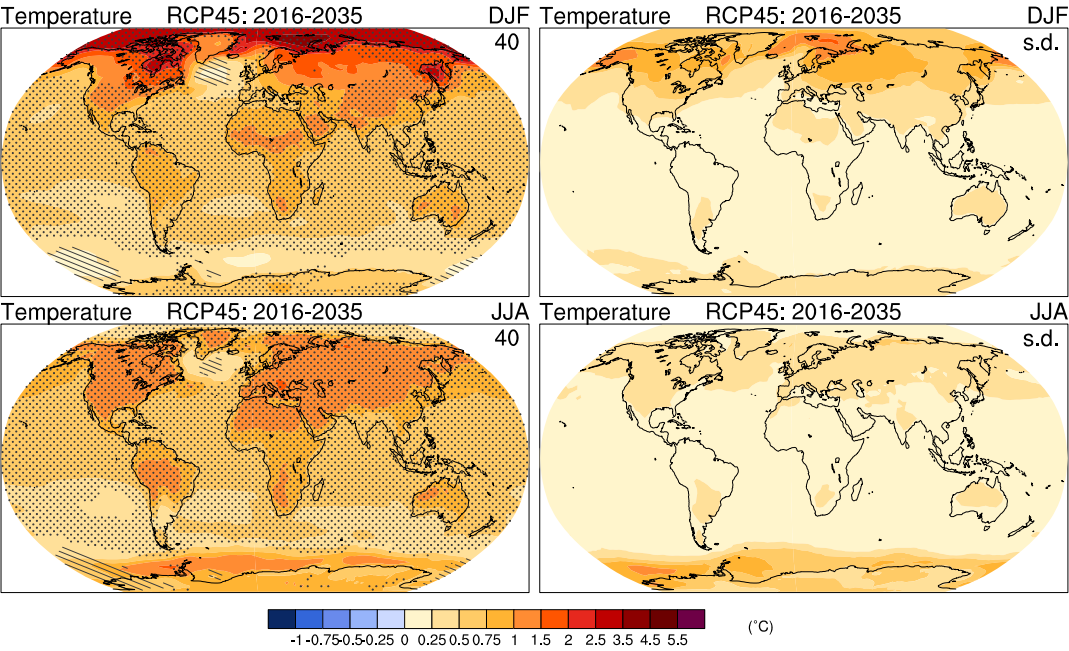 Temperature RCP45: 2016-2035 DJF
40
Temperature RCP45: 2016-2035 DJF
s.d.
Temperature RCP45: 2016-2035 JJA
40
Temperature RCP45: 2016-2035 JJA
s.d.
-1 -0.75 -0.5 -0.25 0 0.25 0.5 0.75 1 1.5 2 2.5 3.5 4.5 5.5 (°C)